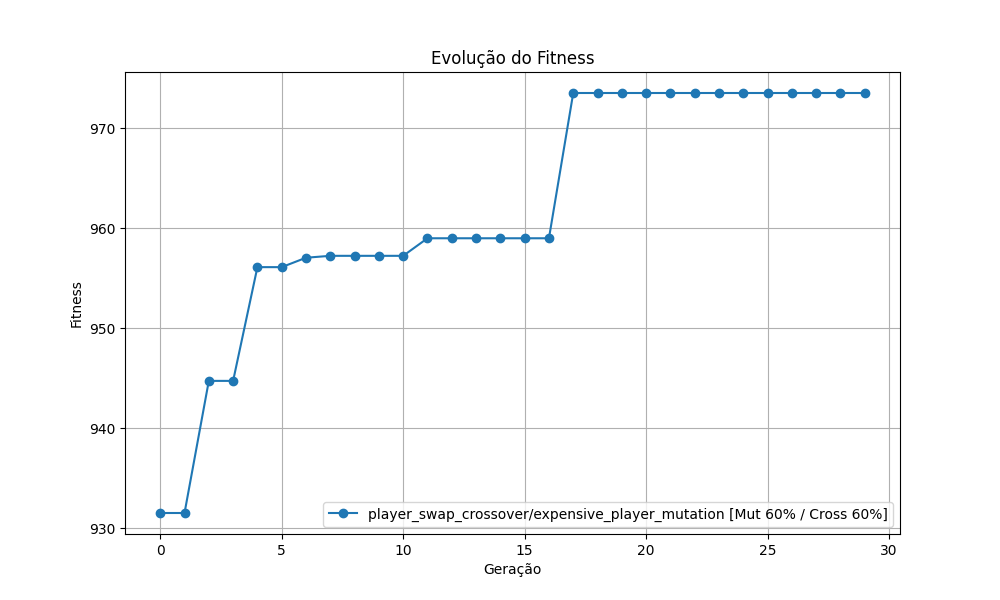 Evolução do Fitness
Fitness
970
960
950
940
930
player_swap_crossover/expensive_player_mutation [Mut 60% / Cross 60%]
0 5 10 15 20 25 30
Geração